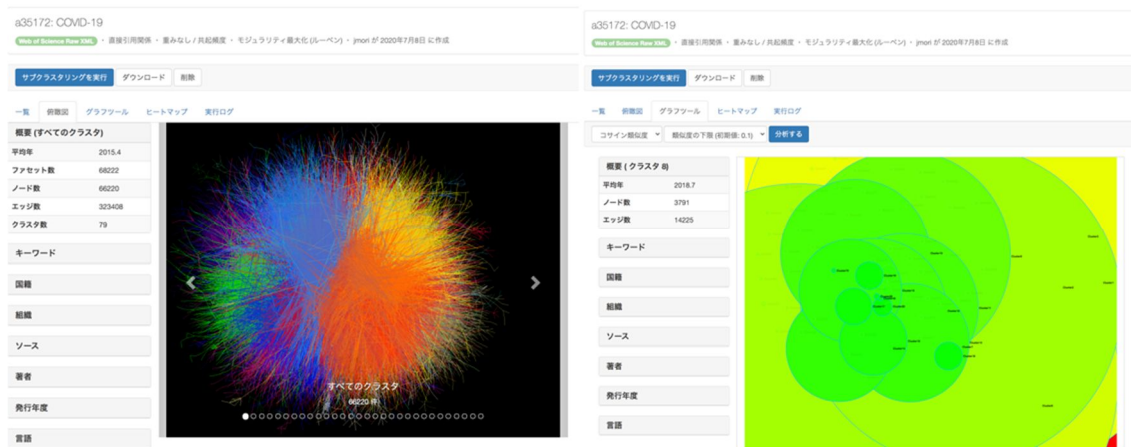 a35172: COVID-19
Web of Science Raw XML ・ 直接引用関係 ・ 重みなし / 共起頻度 ・ モジュラリティ最大化 (ルーベン) ・ jmori が 2020年7月8日 に作成
サブクラスタリングを実行 ダウンロード 削除
一覧 俯瞰図 グラフツール ヒートマップ 実行ログ
概要 (すべてのクラスタ)
平均年 2015.4
ファセット数 68222
ノード数 66220
エッジ数 323408
クラスタ数 79
キーワード
国籍
組織
ソース
著者
発行年度
言語
すべてのクラスタ
66220 件
a35172: COVID-19
Web of Science Raw XML ・ 直接引用関係 ・ 重みなし / 共起頻度 ・ モジュラリティ最大化 (ルーベン) ・ jmori が 2020年7月8日 に作成
サブクラスタリングを実行 ダウンロード 削除
一覧 俯瞰図 グラフツール ヒートマップ 実行ログ
コサイン類似度 類似度の下限 (初期値: 0.1) 分析する
概要 ( クラスタ 8)
平均年 2018.7
ノード数 3791
エッジ数 14225
キーワード
国籍
組織
ソース
著者
発行年度
言語